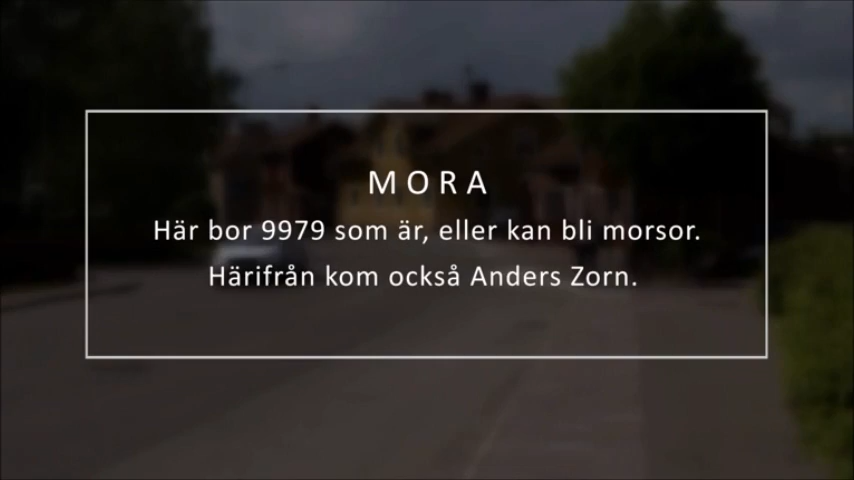 MORA
Här bor 9979 som är, eller kan bli morsor.
Härifrån kom också Anders Zorn.